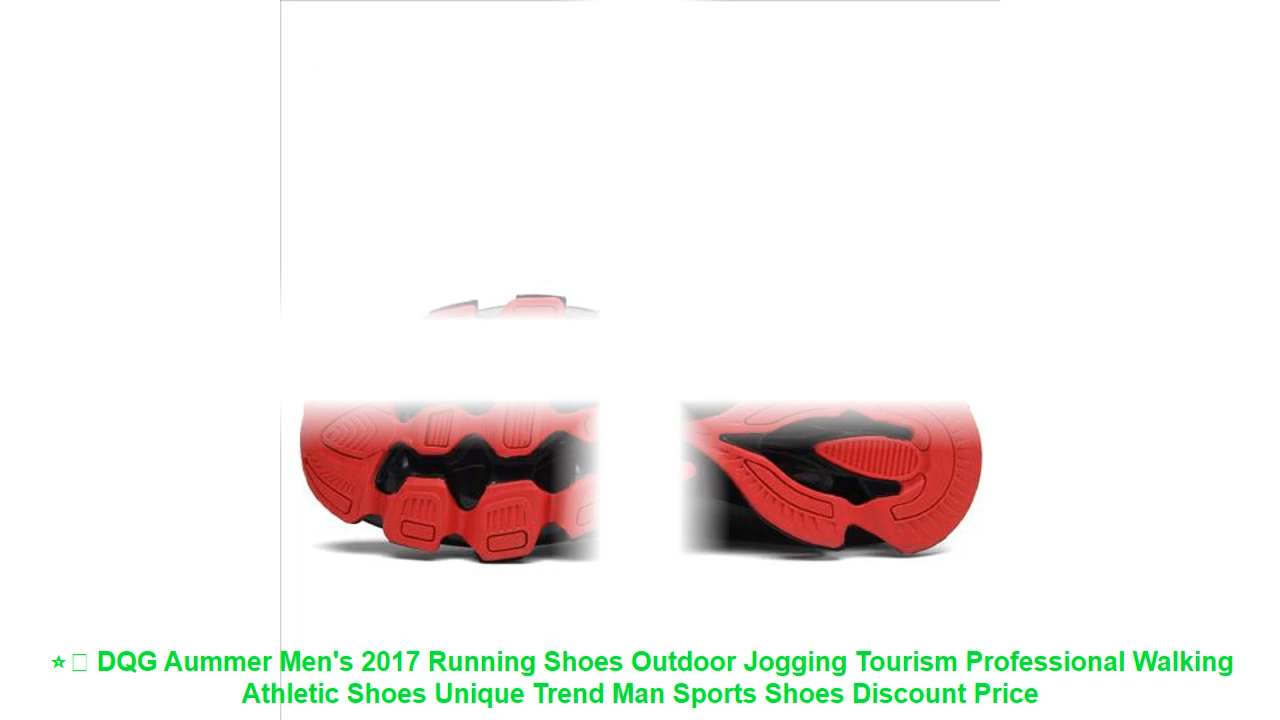 ⭐️ DQG Aummer Men's 2017 Running Shoes Outdoor Jogging Tourism Professional Walking
Athletic Shoes Unique Trend Man Sports Shoes Discount Price